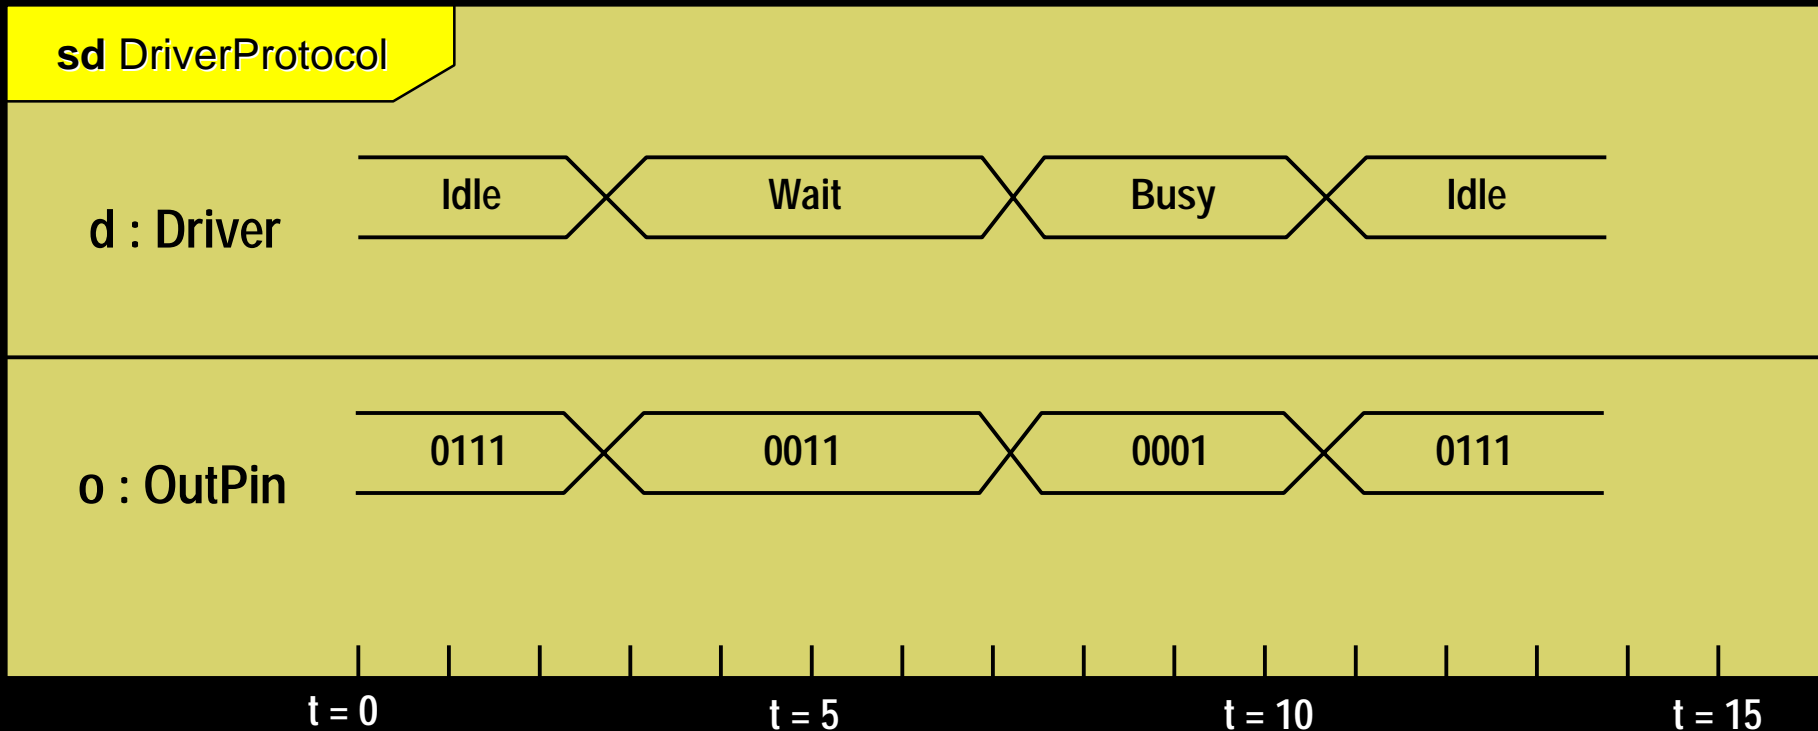 sd DriverProtocol
Idle Wait Busy Idle
d : Driver
0111 0011 0001 0111
o : OutPin
t = 0 t = 5 t = 10 t = 15